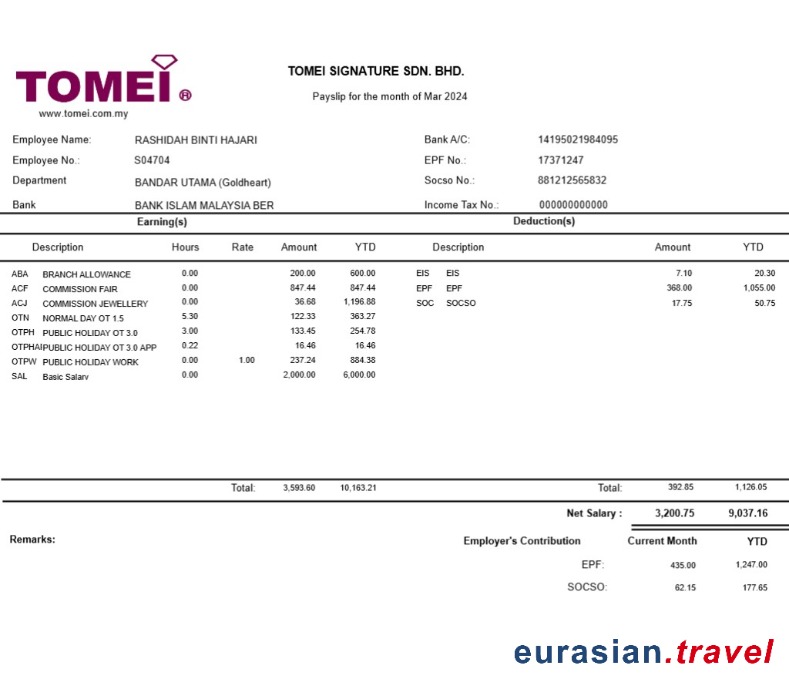 TOMEI®
www.tomei.com.my
TOMEI SIGNATURE SDN. BHD.
Payslip for the month of Mar 2024
Employee Name: RASHIDAH BINTI HAJARI Bank A/C: 14195021984095
Employee No.: S04704 EPF No.: 17371247
Department BANDAR UTAMA (Goldheart) Socso No.: 881212565832
Bank BANK ISLAM MALAYSIA BER Income Tax No.: 000000000000
Earning(s) Deduction(s)
Description Hours Rate Amount YTD Description Amount YTD
ABA BRANCH ALLOWANCE 0.00 200.00 600.00 EIS EIS 7.10 20.30
ACF COMMISSION FAIR 0.00 847.44 847.44 EPF EPF 368.00 1,055.00
ACJ COMMISSION JEWELLERY 0.00 36.68 1,196.88 SOC SOCSO 17.75 50.75
OTN NORMAL DAY OT 1.5 5.30 122.33 363.27
OTPH PUBLIC HOLIDAY OT 3.0 3.00 133.45 254.78
OTPHAIPUBLIC HOLIDAY OT 3.0 APP 0.22 16.46 16.46
OTPW PUBLIC HOLIDAY WORK 0.00 1.00 237.24 884.38
SAL Basic Salary 0.00 2,000.00 6,000.00
Total: 3,593.60 10,163.21 Total: 392.85 1,126.05
Net Salary : 3,200.75 9,037.16
Remarks: Employer's Contribution Current Month YTD
EPF: 435.00 1,247.00
SOCSO: 62.15 177.65
eurasian.travel